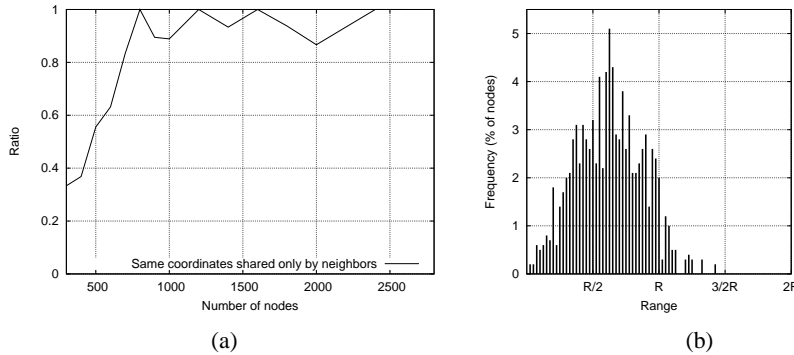 1
0.8
0.6
0.4
0.2
0
Ratio
Same coordinates shared only by neighbors
500
1000
1500
2000
2500
Number of nodes
(a)
5
4
3
2
1
0
Frequency (% of nodes)
R/2
R
3/2R
2R
Range
(b)